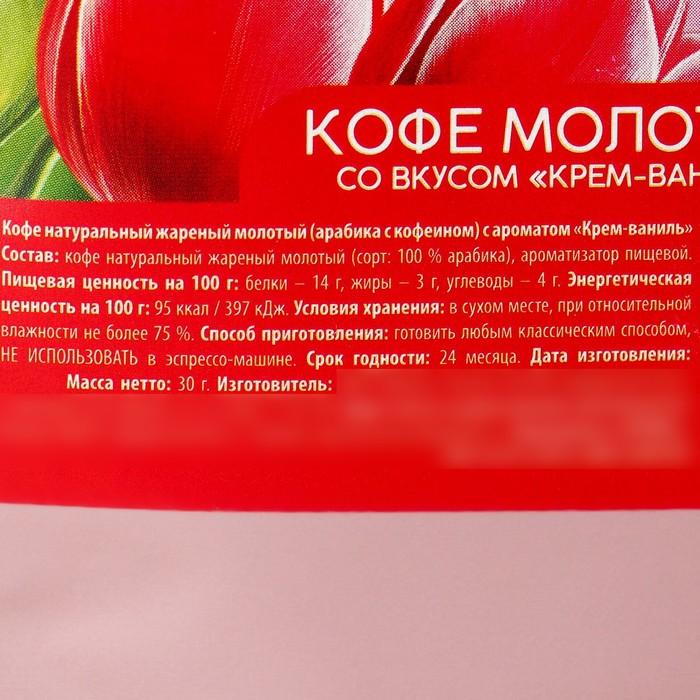 КОФЕ МОЛО
СО ВКУСОМ «КРЕМ-ВАН
Кофе натуральный жареный молотый (арабика с кофеином) с ароматом «Крем-ваниль»
Состав: кофе натуральный жареный молотый (сорт: 100 % арабика), ароматизатор пищевой.
Пищевая ценность на 100 г: белки – 14 г, жиры – 3 г, углеводы – 4 г. Энергетическая
ценность на 100 г: 95 ккал / 397 кДж. Условия хранения: в сухом месте, при относительной
влажности не более 75 %. Способ приготовления: готовить любым классическим способом,
НЕ ИСПОЛЬЗОВАТЬ в эспрессо-машине. Срок годности: 24 месяца. Дата изготовления:
Масса нетто: 30 г. Изготовитель: